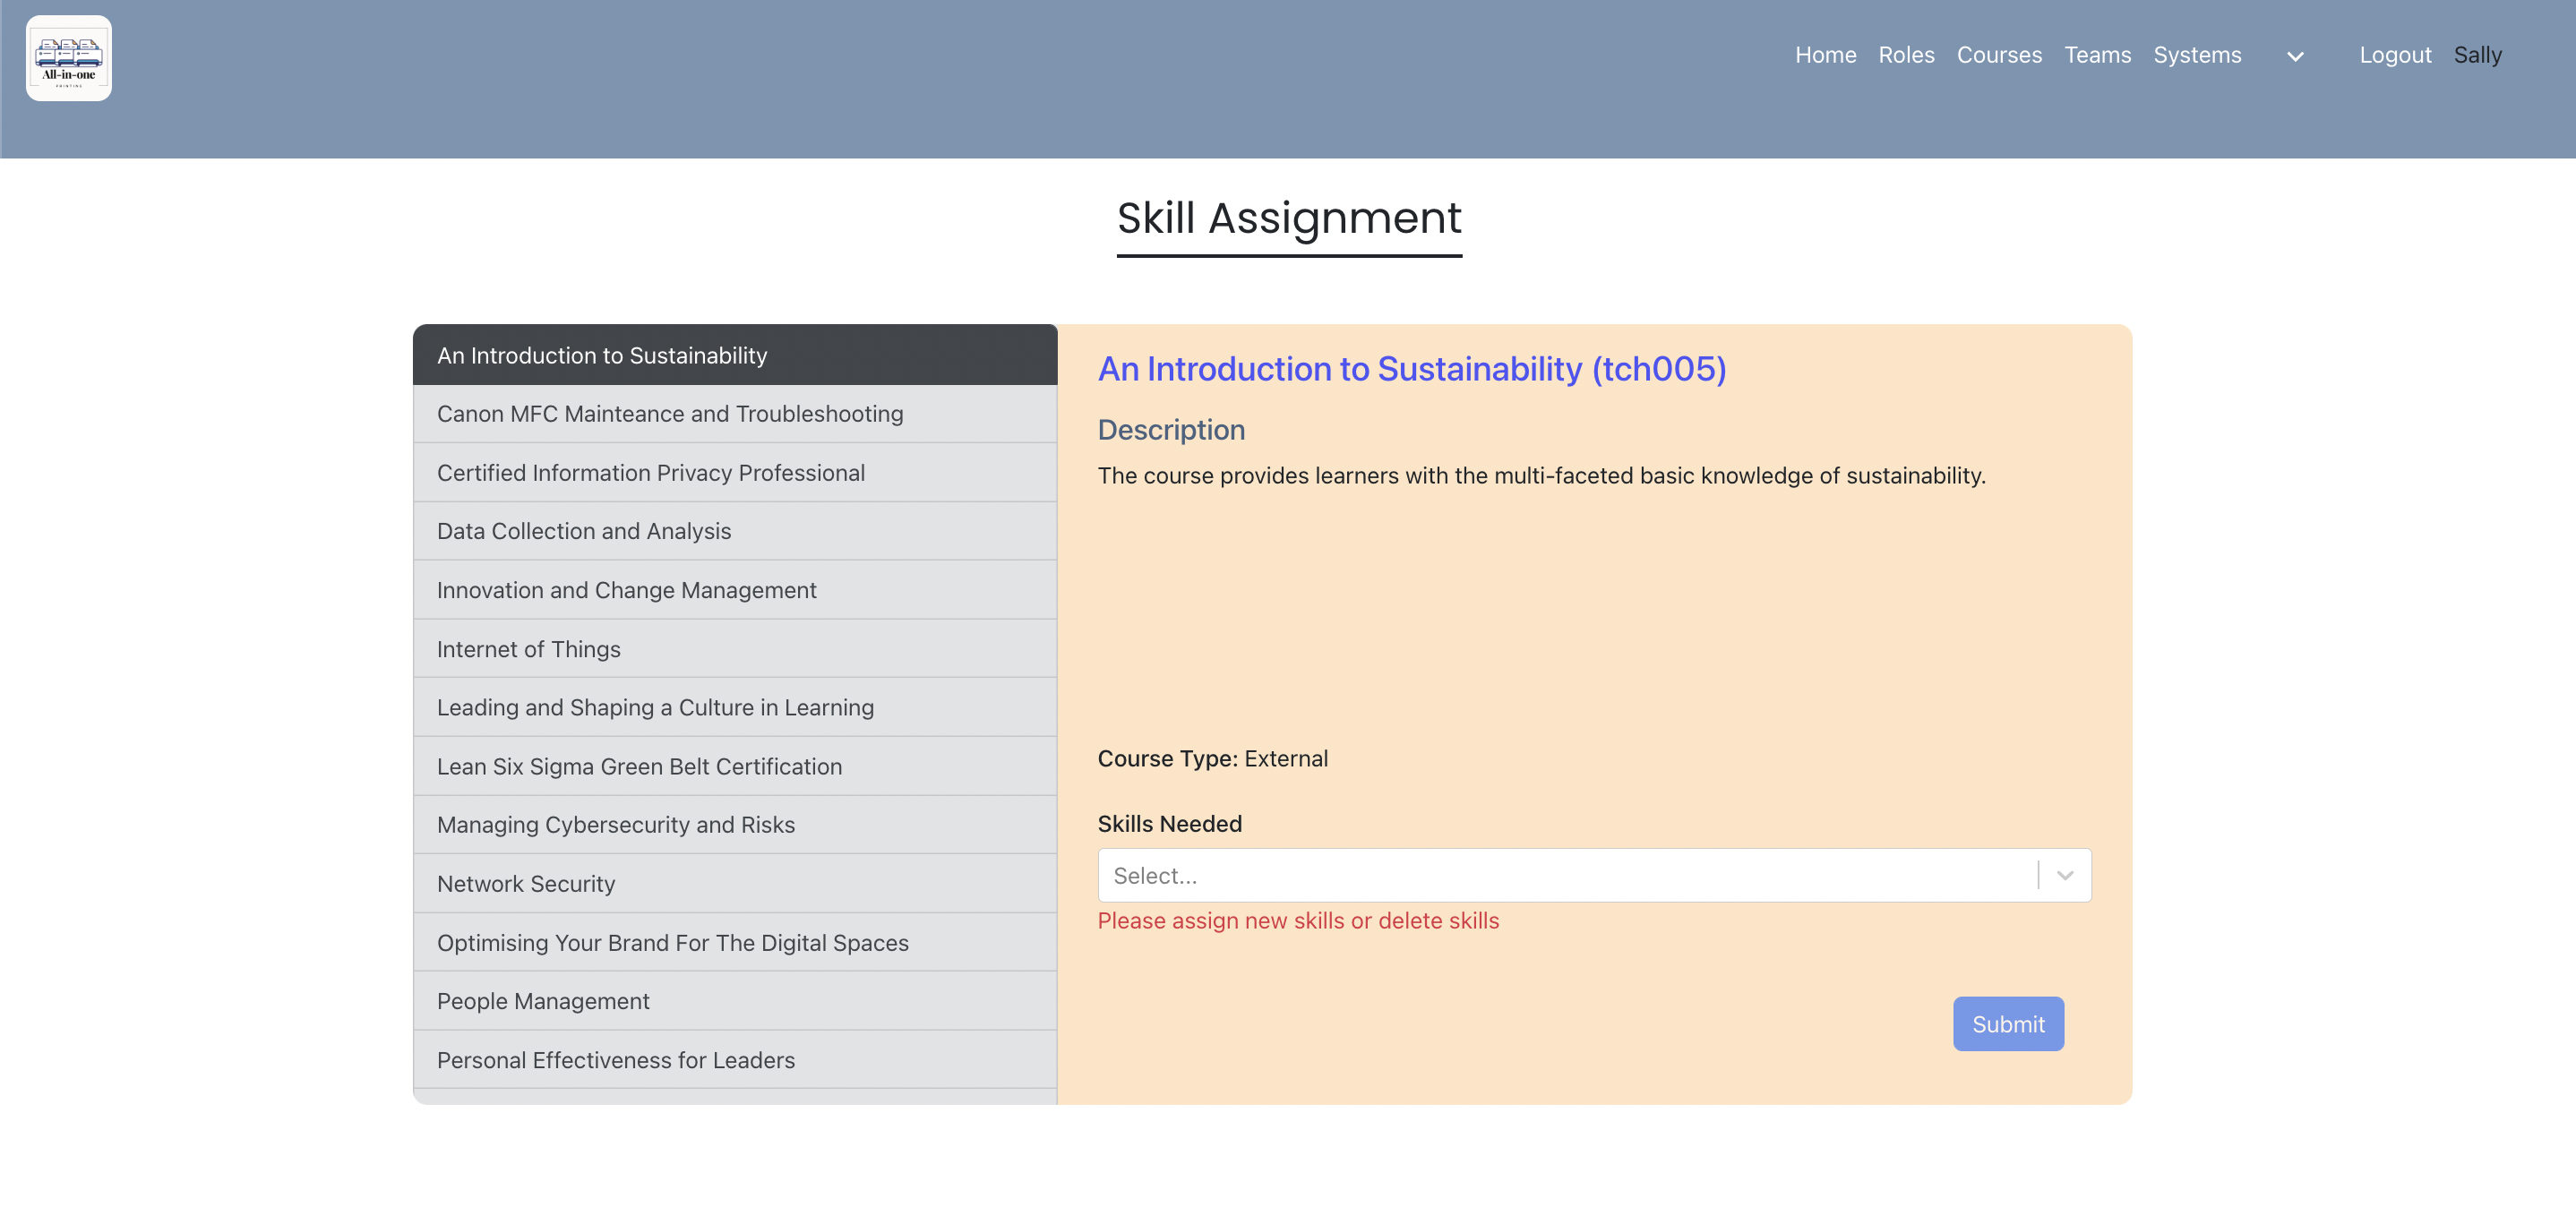 All-in-one
PRINTING
Home Roles Courses Teams Systems Logout Sally
Skill Assignment
An Introduction to Sustainability
Canon MFC Mainteance and Troubleshooting
Certified Information Privacy Professional
Data Collection and Analysis
Innovation and Change Management
Internet of Things
Leading and Shaping a Culture in Learning
Lean Six Sigma Green Belt Certification
Managing Cybersecurity and Risks
Network Security
Optimising Your Brand For The Digital Spaces
People Management
Personal Effectiveness for Leaders
An Introduction to Sustainability (tch005)
Description
The course provides learners with the multi-faceted basic knowledge of sustainability.
Course Type: External
Skills Needed
Select...
Please assign new skills or delete skills
Submit